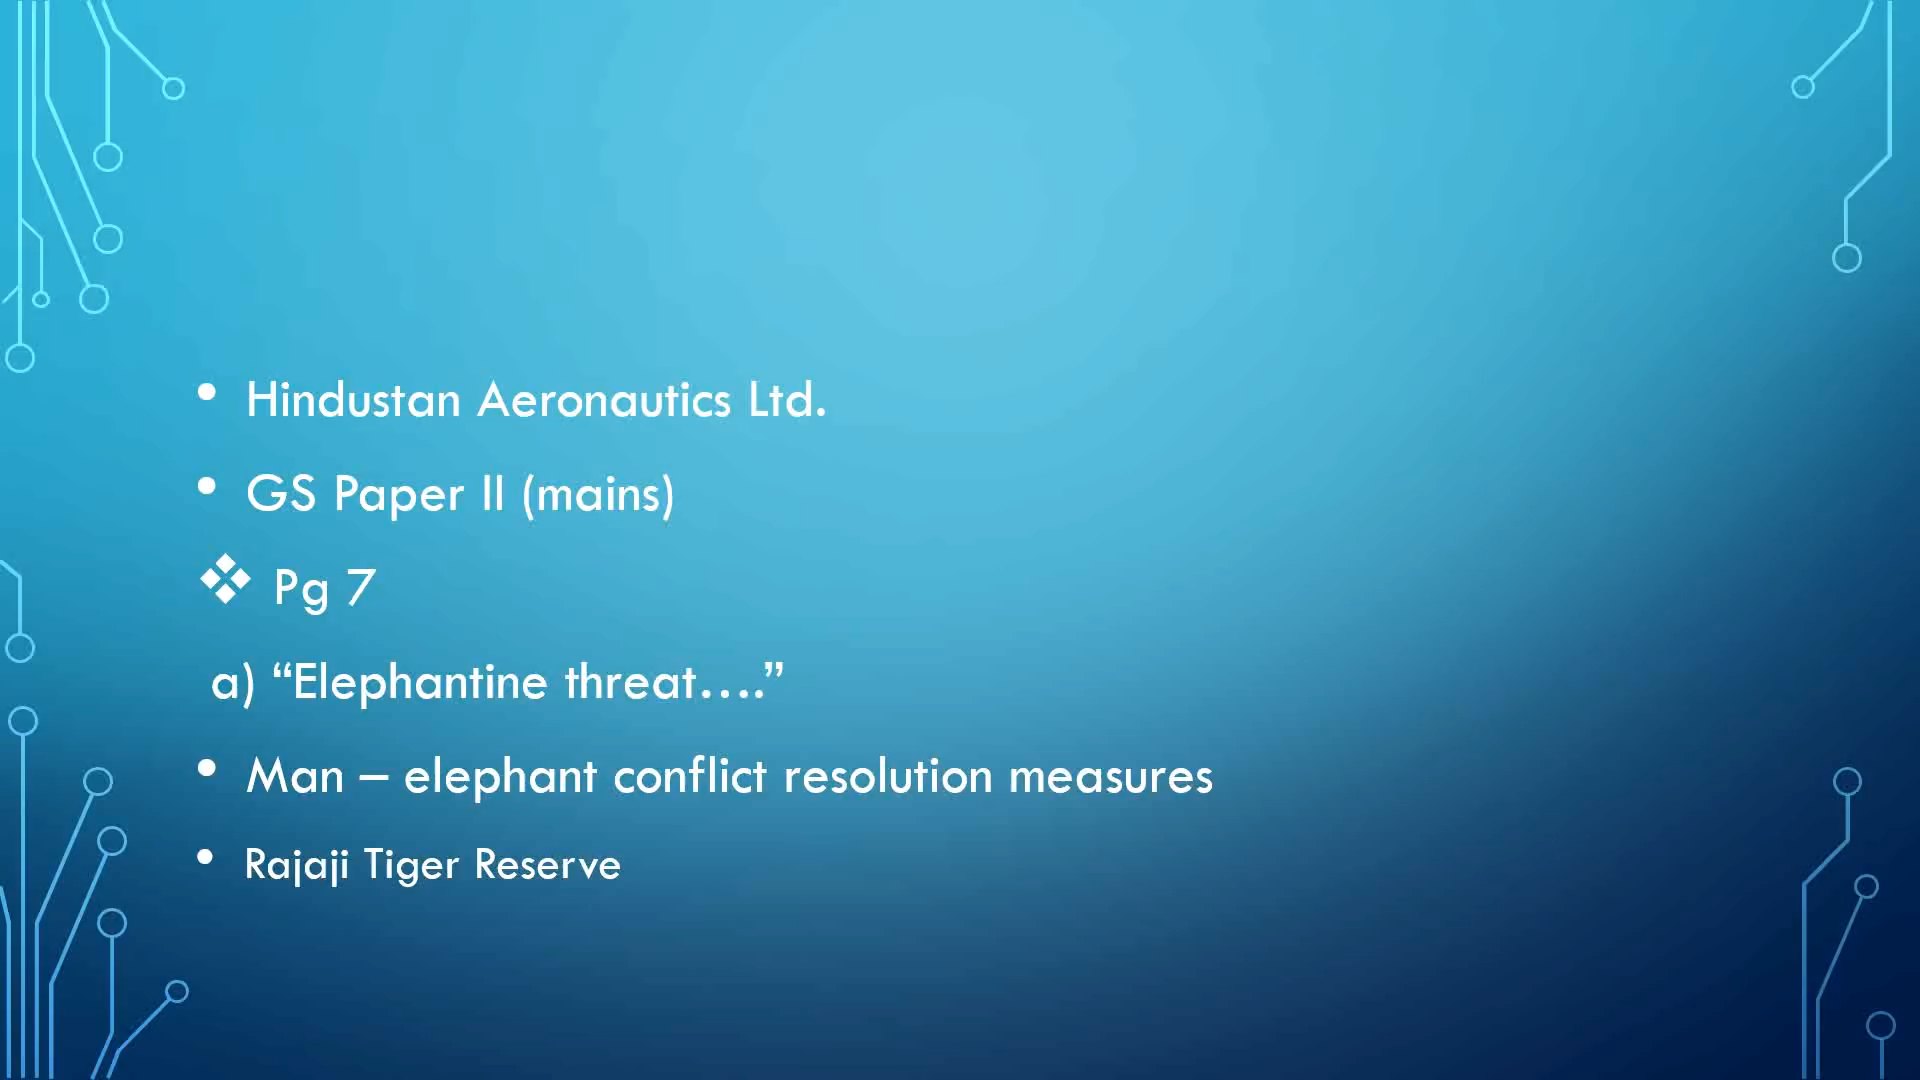 • Hindustan Aeronautics Ltd.
• GS Paper II (mains)
❖ Pg 7
a) “Elephantine threat….”
• Man – elephant conflict resolution measures
• Rajaji Tiger Reserve